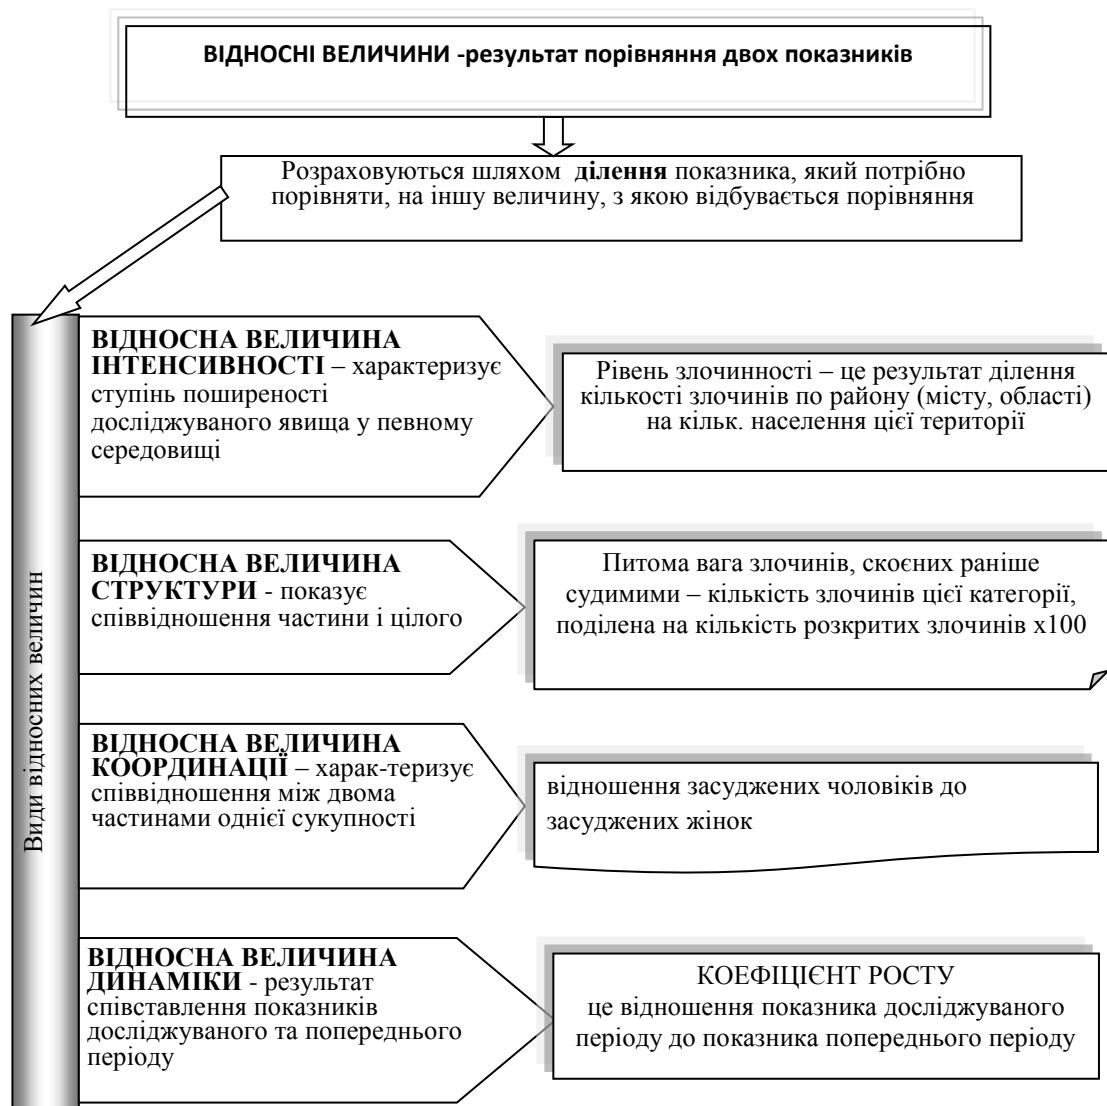 ВІДНОСНІ ВЕЛИЧИНИ -результат порівняння двох показників
Розраховуються шляхом ділення показника, який потрібно
порівняти, на іншу величину, з якою відбувається порівняння
Види відносних величин
ВІДНОСНА ВЕЛИЧИНА
ІНТЕНСИВНОСТІ – характеризує
ступінь поширеності
досліджуваного явища у певному
середовищі
Рівень злочинності – це результат ділення
кількості злочинів по району (місту, області)
на кільк. населення цієї території
ВІДНОСНА ВЕЛИЧИНА
СТРУКТУРИ - показує
співвідношення частини і цілого
Питома вага злочинів, скоєних раніше
судимими – кількість злочинів цієї категорії,
поділена на кількість розкритих злочинів х100
ВІДНОСНА ВЕЛИЧИНА
КООРДИНАЦІЇ – харак-теризує
співвідношення між двома
частинами однієї сукупності
відношення засуджених чоловіків до
засуджених жінок
ВІДНОСНА ВЕЛИЧИНА
ДИНАМІКИ - результат
співставлення показників
досліджуваного та попереднього
періоду
КОЕФІЦІЄНТ РОСТУ
це відношення показника досліджуваного
періоду до показника попереднього періоду